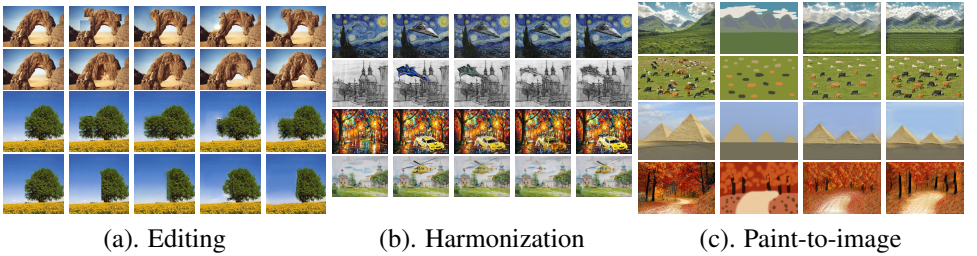 (a). Editing
(b). Harmonization
(c). Paint-to-image